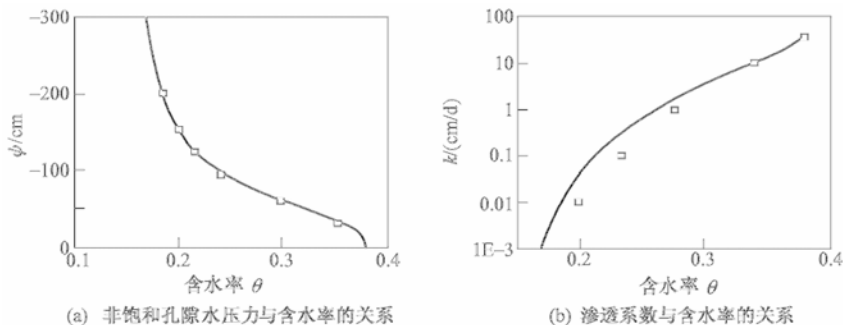 -300
-200
-100
0
ψ/cm
0.1
0.2
0.3
0.4
含水率 θ
(a) 非饱和孔隙水压力与含水率的关系
100
10
1
0.1
0.01
1E-3
k/(cm/d)
0.2
0.3
0.4
含水率 θ
(b) 渗透系数与含水率的关系